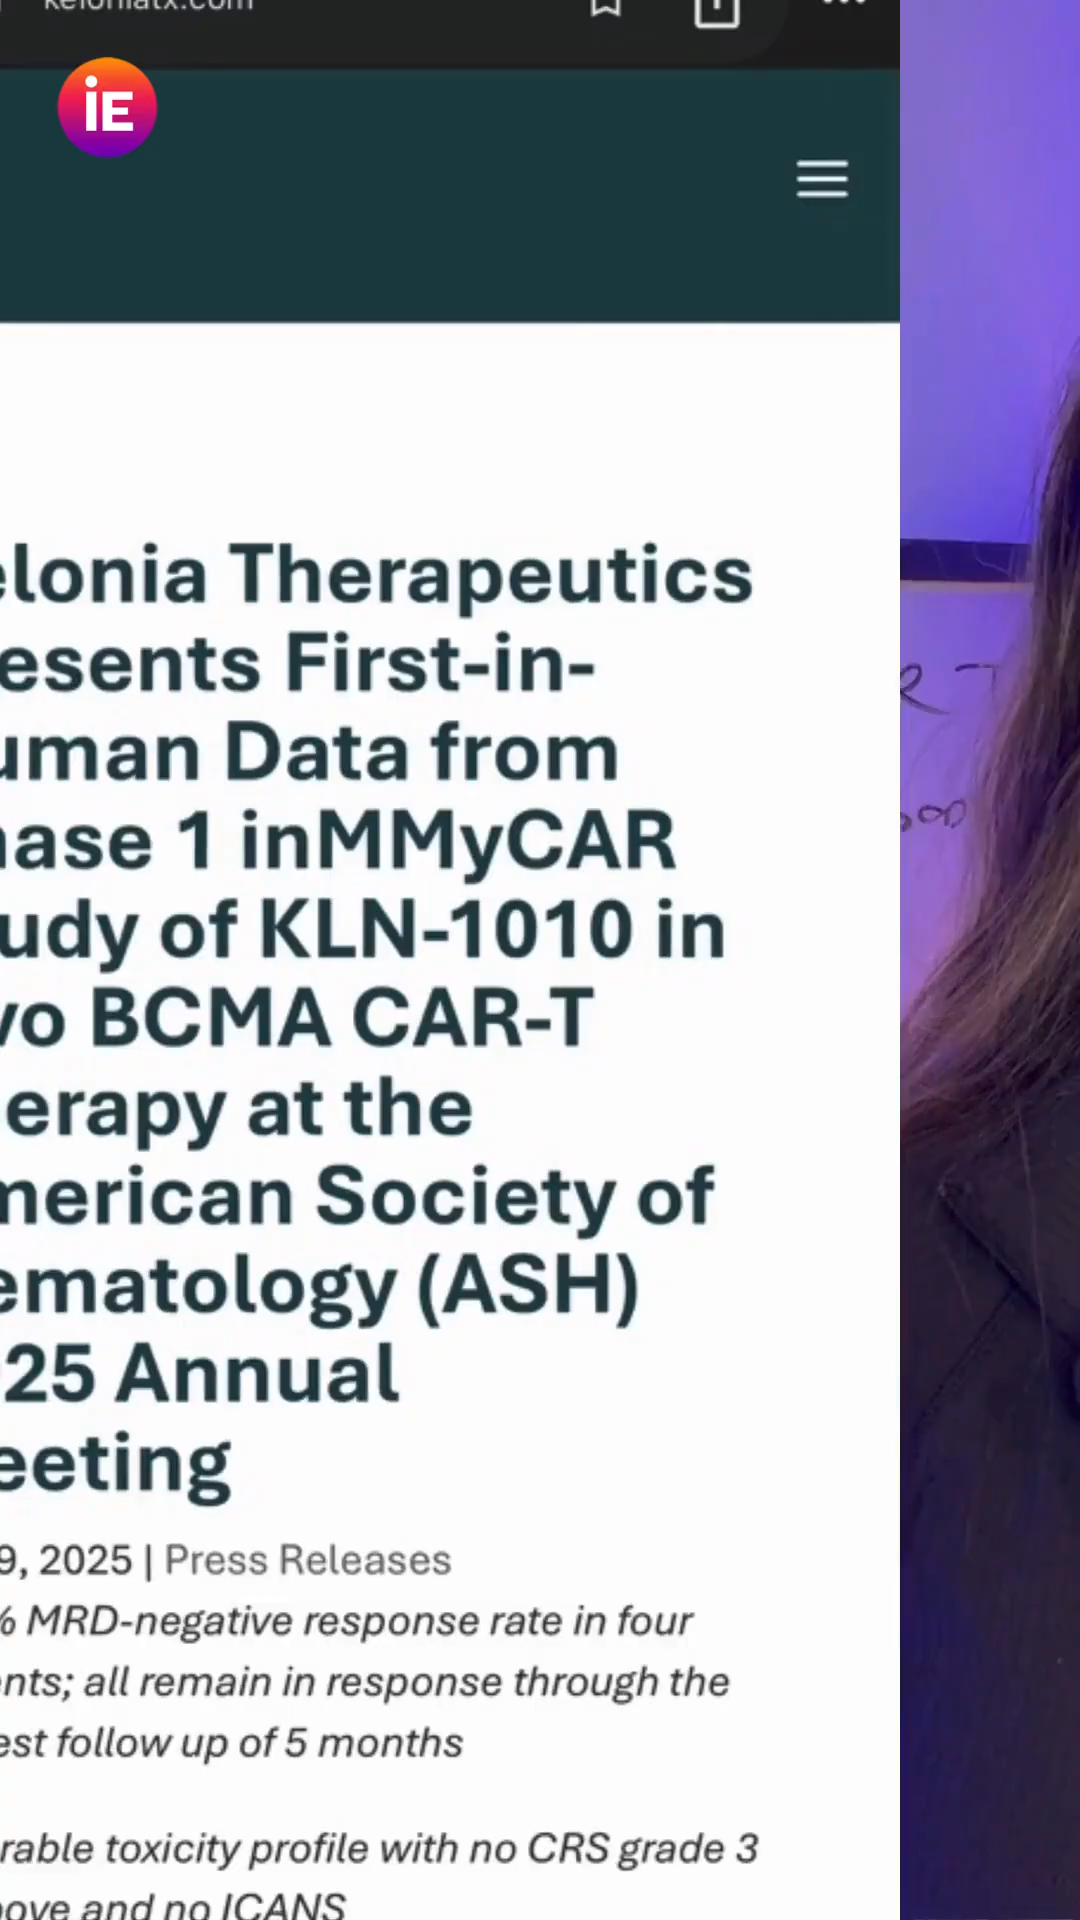 keloniatx.com
iE
elonia Therapeutics
esents First-in-
uman Data from
ase 1 inMMyCAR
udy of KLN-1010 in
vo BCMA CAR-T
erapy at the
merican Society of
ematology (ASH)
25 Annual
eeting
9, 2025 | Press Releases
% MRD-negative response rate in four
ents; all remain in response through the
est follow up of 5 months
rable toxicity profile with no CRS grade 3
ove and no ICANS
R T